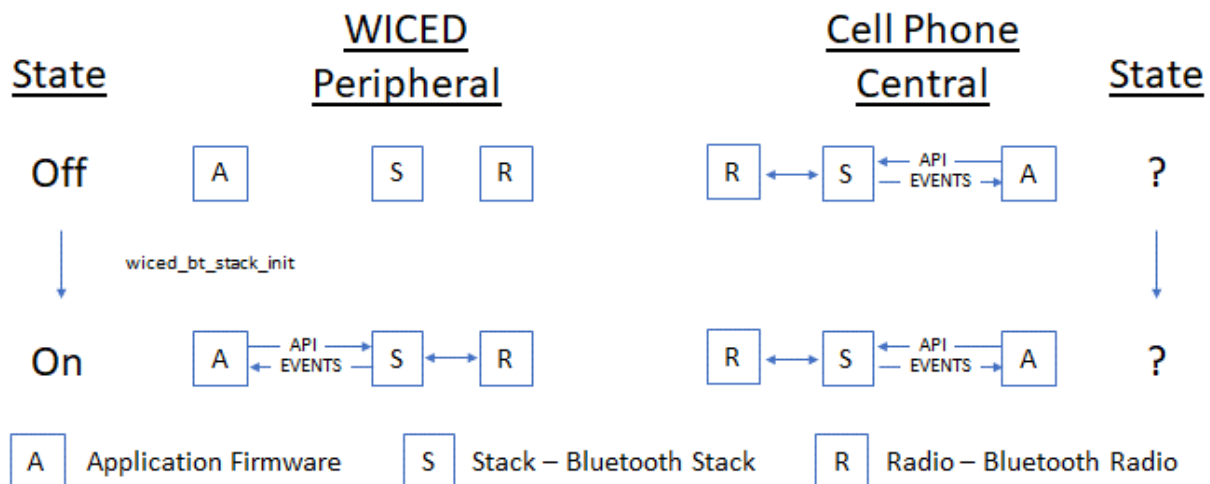 WICED
Peripheral
Cell Phone
Central
State
State
Off
A
S
R
R
S
API
EVENTS
A
?
wiced_bt_stack_init
On
A
API
EVENTS
S
R
R
S
API
EVENTS
A
?
A Application Firmware
S Stack – Bluetooth Stack
R Radio – Bluetooth Radio